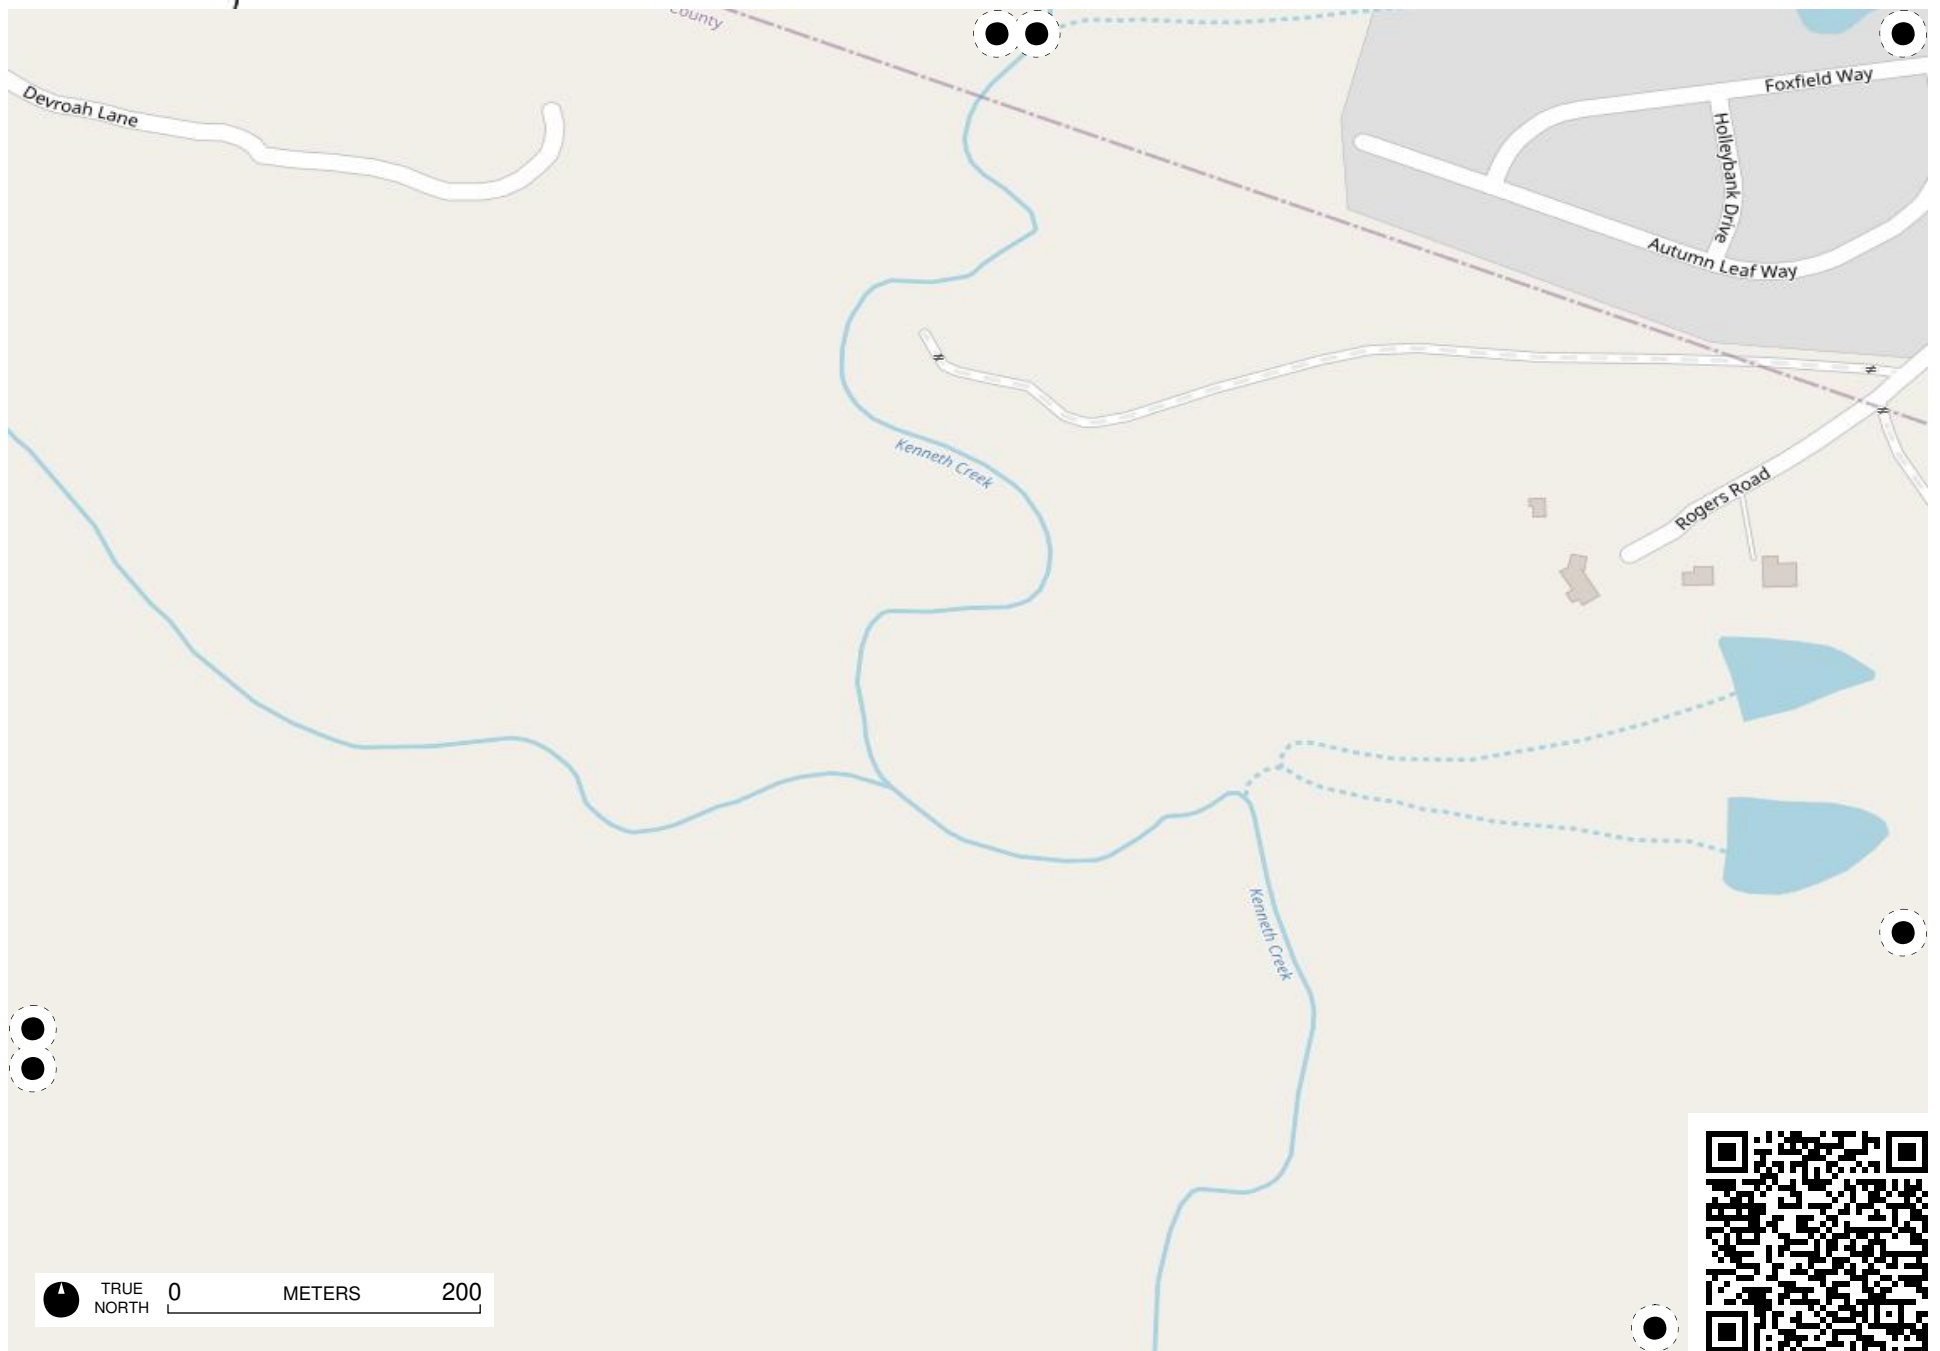 County
Devroah Lane
Foxfield Way
Holleybank Drive
Autumn Leaf Way
Kenneth Creek
Rogers Road
Kenneth Creek
TRUE
NORTH
0 METERS 200